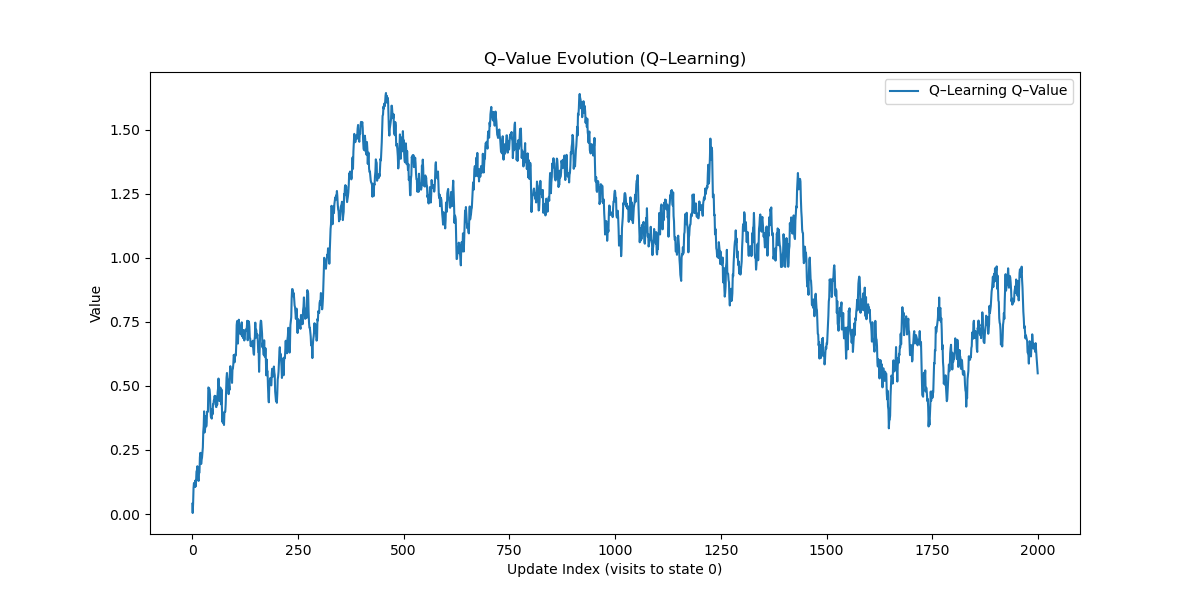 Q–Value Evolution (Q–Learning)
Q–Learning Q–Value
Value
1.50
1.25
1.00
0.75
0.50
0.25
0.00
0 250 500 750 1000 1250 1500 1750 2000
Update Index (visits to state 0)